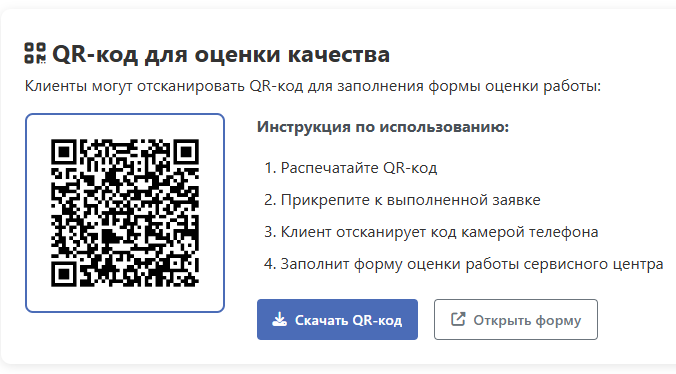 QR-код для оценки качества
Клиенты могут отсканировать QR-код для заполнения формы оценки работы:
Инструкция по использованию:
1. Распечатайте QR-код
2. Прикрепите к выполненной заявке
3. Клиент отсканирует код камерой телефона
4. Заполнит форму оценки работы сервисного центра
Скачать QR-код
Открыть форму